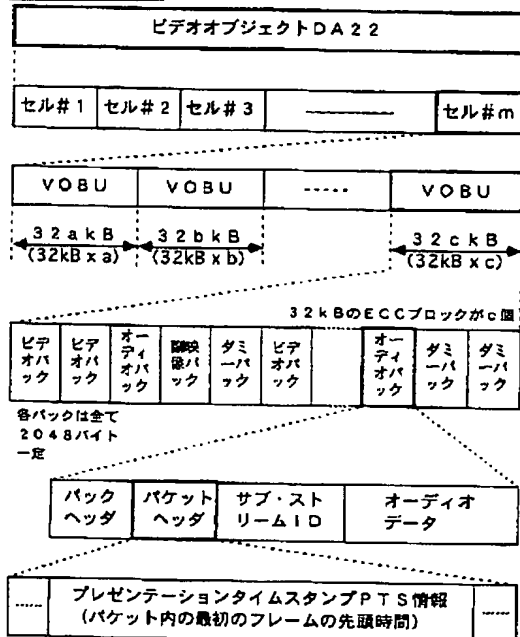 ビデオオブジェクトDA22
セル#1 セル#2 セル#3 セル#m
VOBU VOBU ----- VOBU
32akB 32bkB 32ckB
(32kB x a) (32kB x b) (32kB x c)
32kBのECCブロックがc個
ビデオパック ビデオパック オーディオパック 副映像パック ダミーパック ビデオパック オーディオパック ダミーパック ダミーパック
各パックは全て
2048バイト
一定
パックヘッダ パケットヘッダ サブ・ストリームID オーディオデータ
...... プレゼンテーションタイムスタンプPTS情報 ......
(パケット内の最初のフレームの先頭時間)